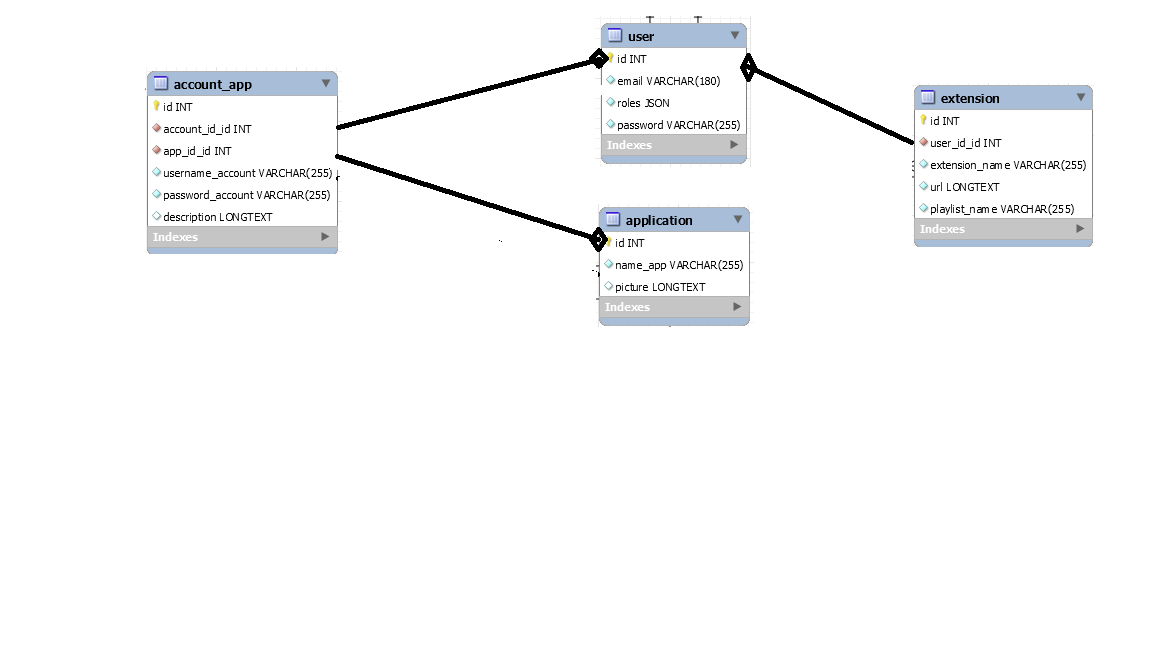 account_app
id INT
account_id_id INT
app_id_id INT
username_account VARCHAR(255)
password_account VARCHAR(255)
description LONGTEXT
Indexes
user
id INT
email VARCHAR(180)
roles JSON
password VARCHAR(255)
Indexes
application
id INT
name_app VARCHAR(255)
picture LONGTEXT
Indexes
extension
id INT
user_id_id INT
extension_name VARCHAR(255)
url LONGTEXT
playlist_name VARCHAR(255)
Indexes